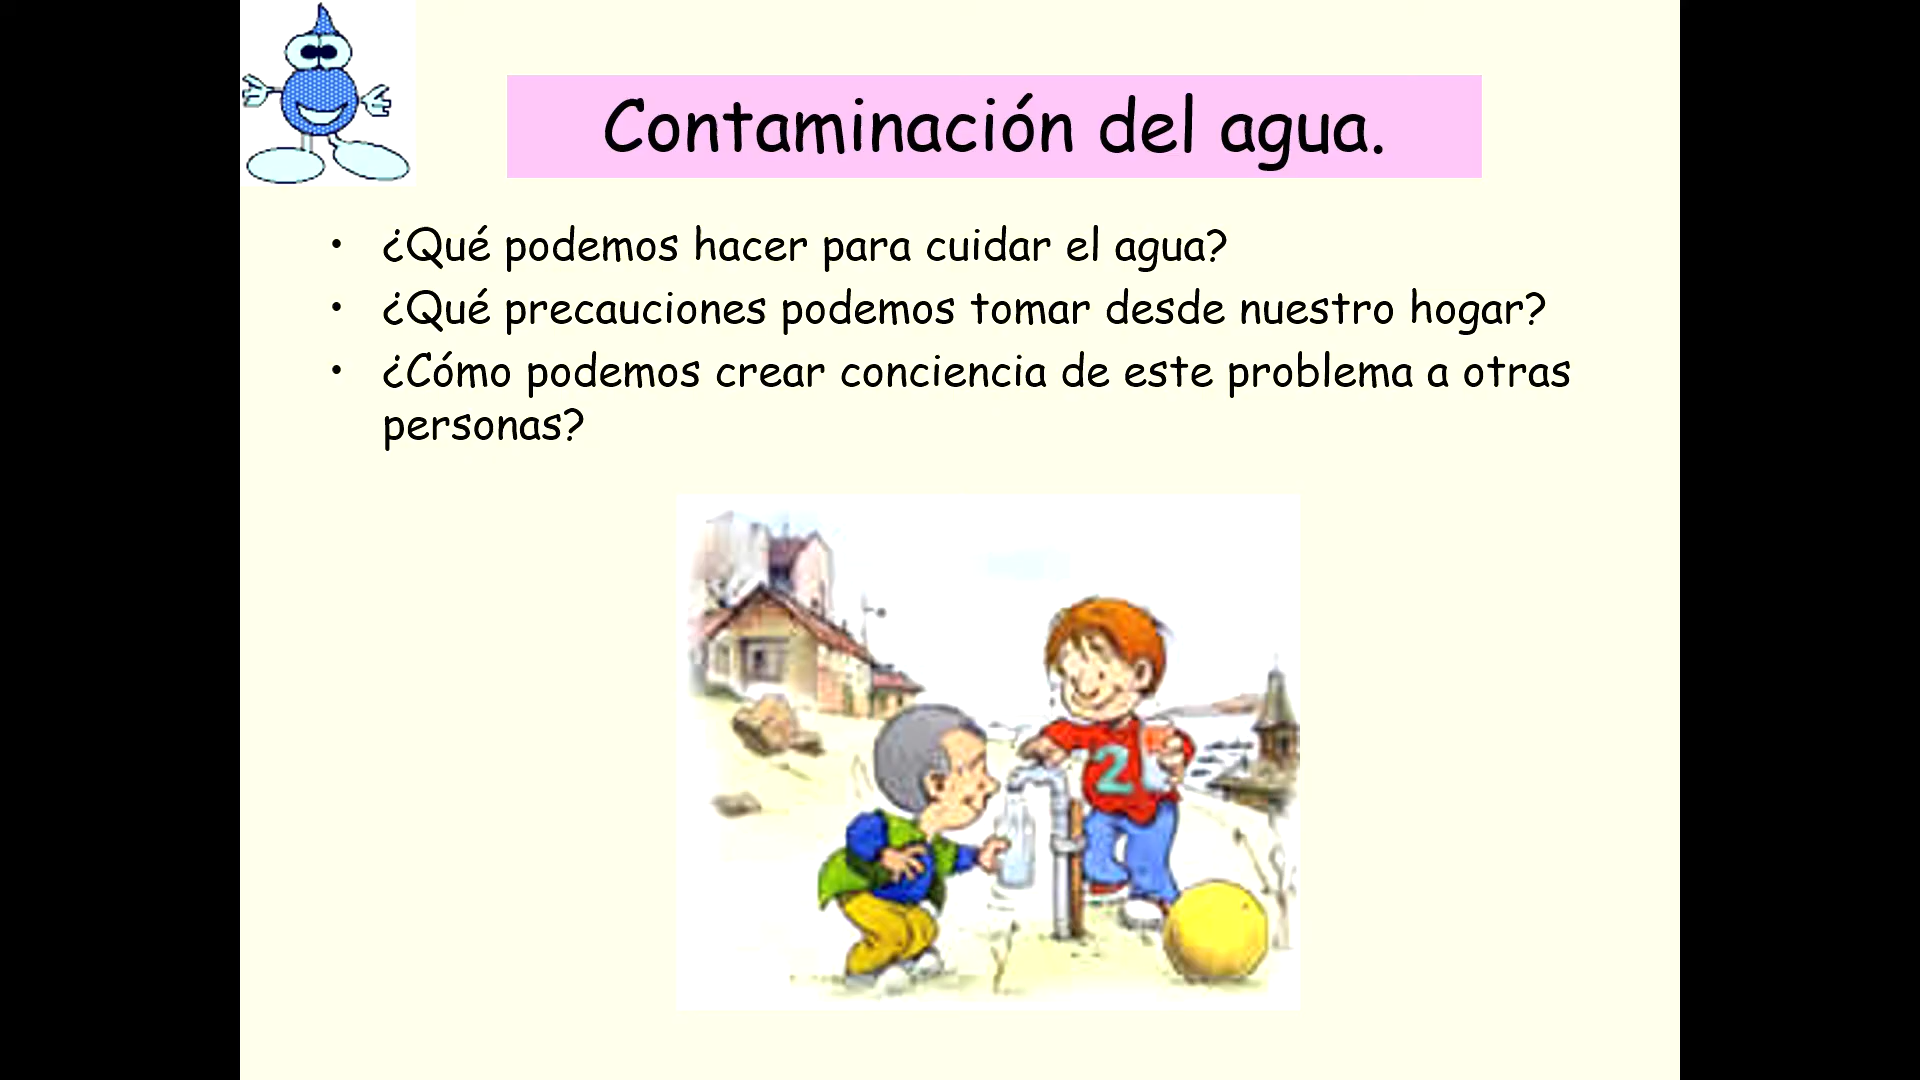 Contaminación del agua.
• ¿Qué podemos hacer para cuidar el agua?
• ¿Qué precauciones podemos tomar desde nuestro hogar?
• ¿Cómo podemos crear conciencia de este problema a otras
personas?
2